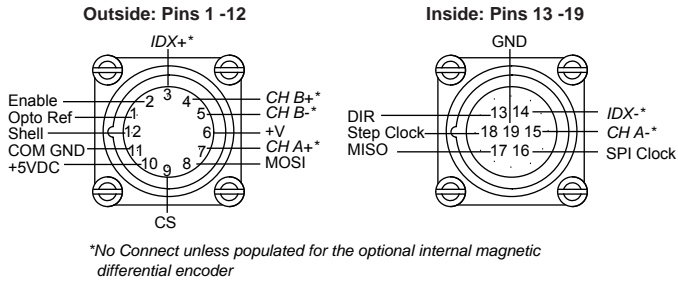 Outside: Pins 1 -12
IDX+*
Enable
Opto Ref
Shell
COM GND
+5VDC
1
2
3
4
5
6
7
8
9
10
11
12
CH B+*
CH B-*
+V
CH A+*
MOSI
CS
Inside: Pins 13 -19
GND
DIR
Step Clock
MISO
13 14
18 19 15
17 16
IDX-*
CH A-*
SPI Clock
*No Connect unless populated for the optional internal magnetic
differential encoder